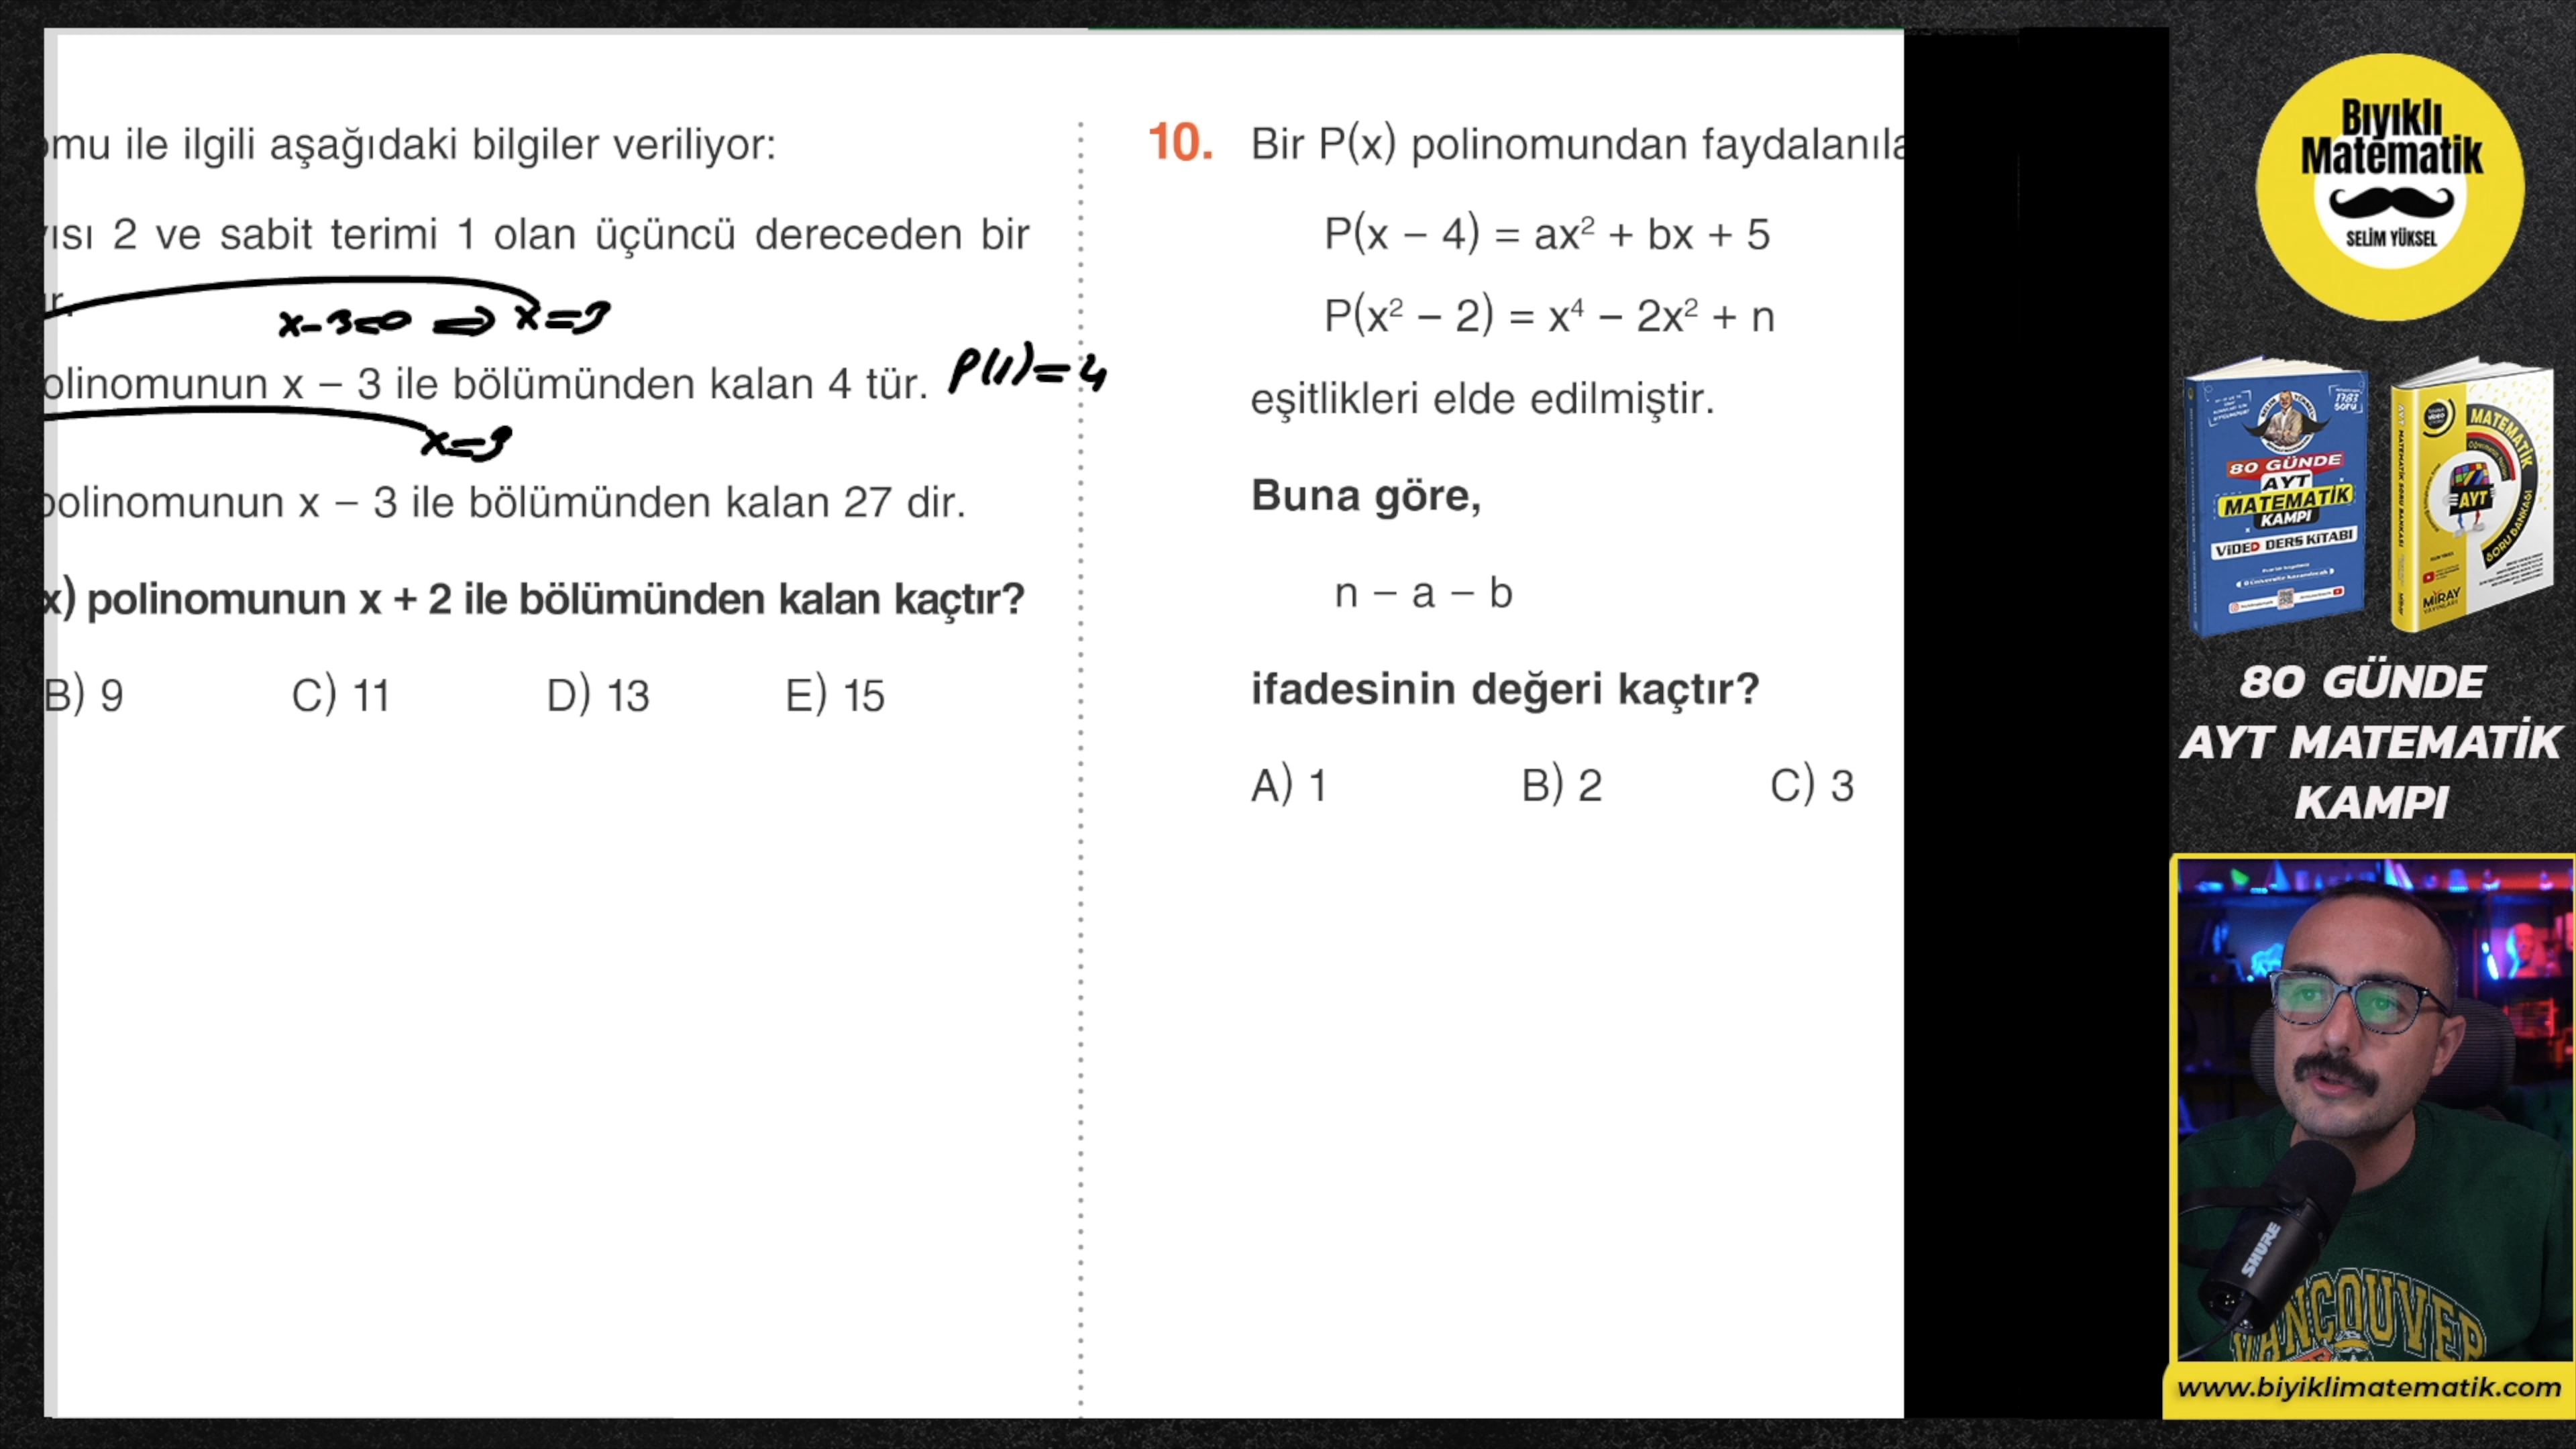 mu ile ilgili aşağıdaki bilgiler veriliyor:
ısı 2 ve sabit terimi 1 olan üçüncü dereceden bir
r.
x-3=0 ⇒ x=3
olinomunun x – 3 ile bölümünden kalan 4 tür. P(1)=4
x=3
polinomunun x – 3 ile bölümünden kalan 27 dir.
x) polinomunun x + 2 ile bölümünden kalan kaçtır?
B) 9 C) 11 D) 13 E) 15
10. Bir P(x) polinomundan faydalanıla
P(x – 4) = ax² + bx + 5
P(x² – 2) = x⁴ – 2x² + n
eşitlikleri elde edilmiştir.
Buna göre,
n – a – b
ifadesinin değeri kaçtır?
A) 1 B) 2 C) 3
Bıyıklı
Matematik
SELİM YÜKSEL
80 GÜNDE
AYT
MATEMATİK
KAMPI
VİDEO DERS KİTABI
MATEMATİK
AYT
SORU BANKASI
MİRAY
80 GÜNDE
AYT MATEMATİK
KAMPI
SHURE
VANCOUVER
www.biyiklimatematik.com